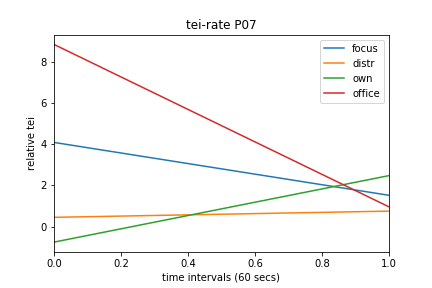 tei-rate P07
focus
distr
own
office
relative tei
8
6
4
2
0
0.0 0.2 0.4 0.6 0.8 1.0
time intervals (60 secs)